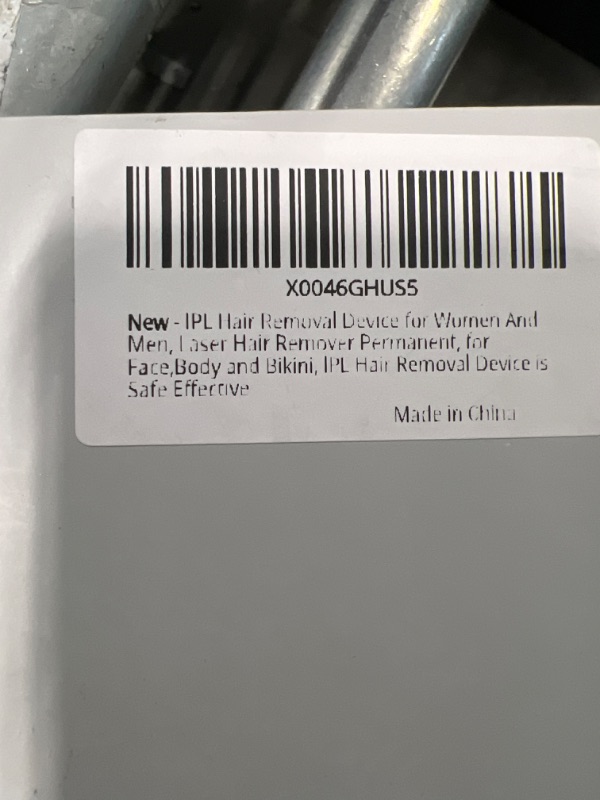 X0046GHUS5
New - IPL Hair Removal Device for Women And
Men, Laser Hair Remover Permanent, for
Face,Body and Bikini, IPL Hair Removal Device is
Safe Effective
Made in China